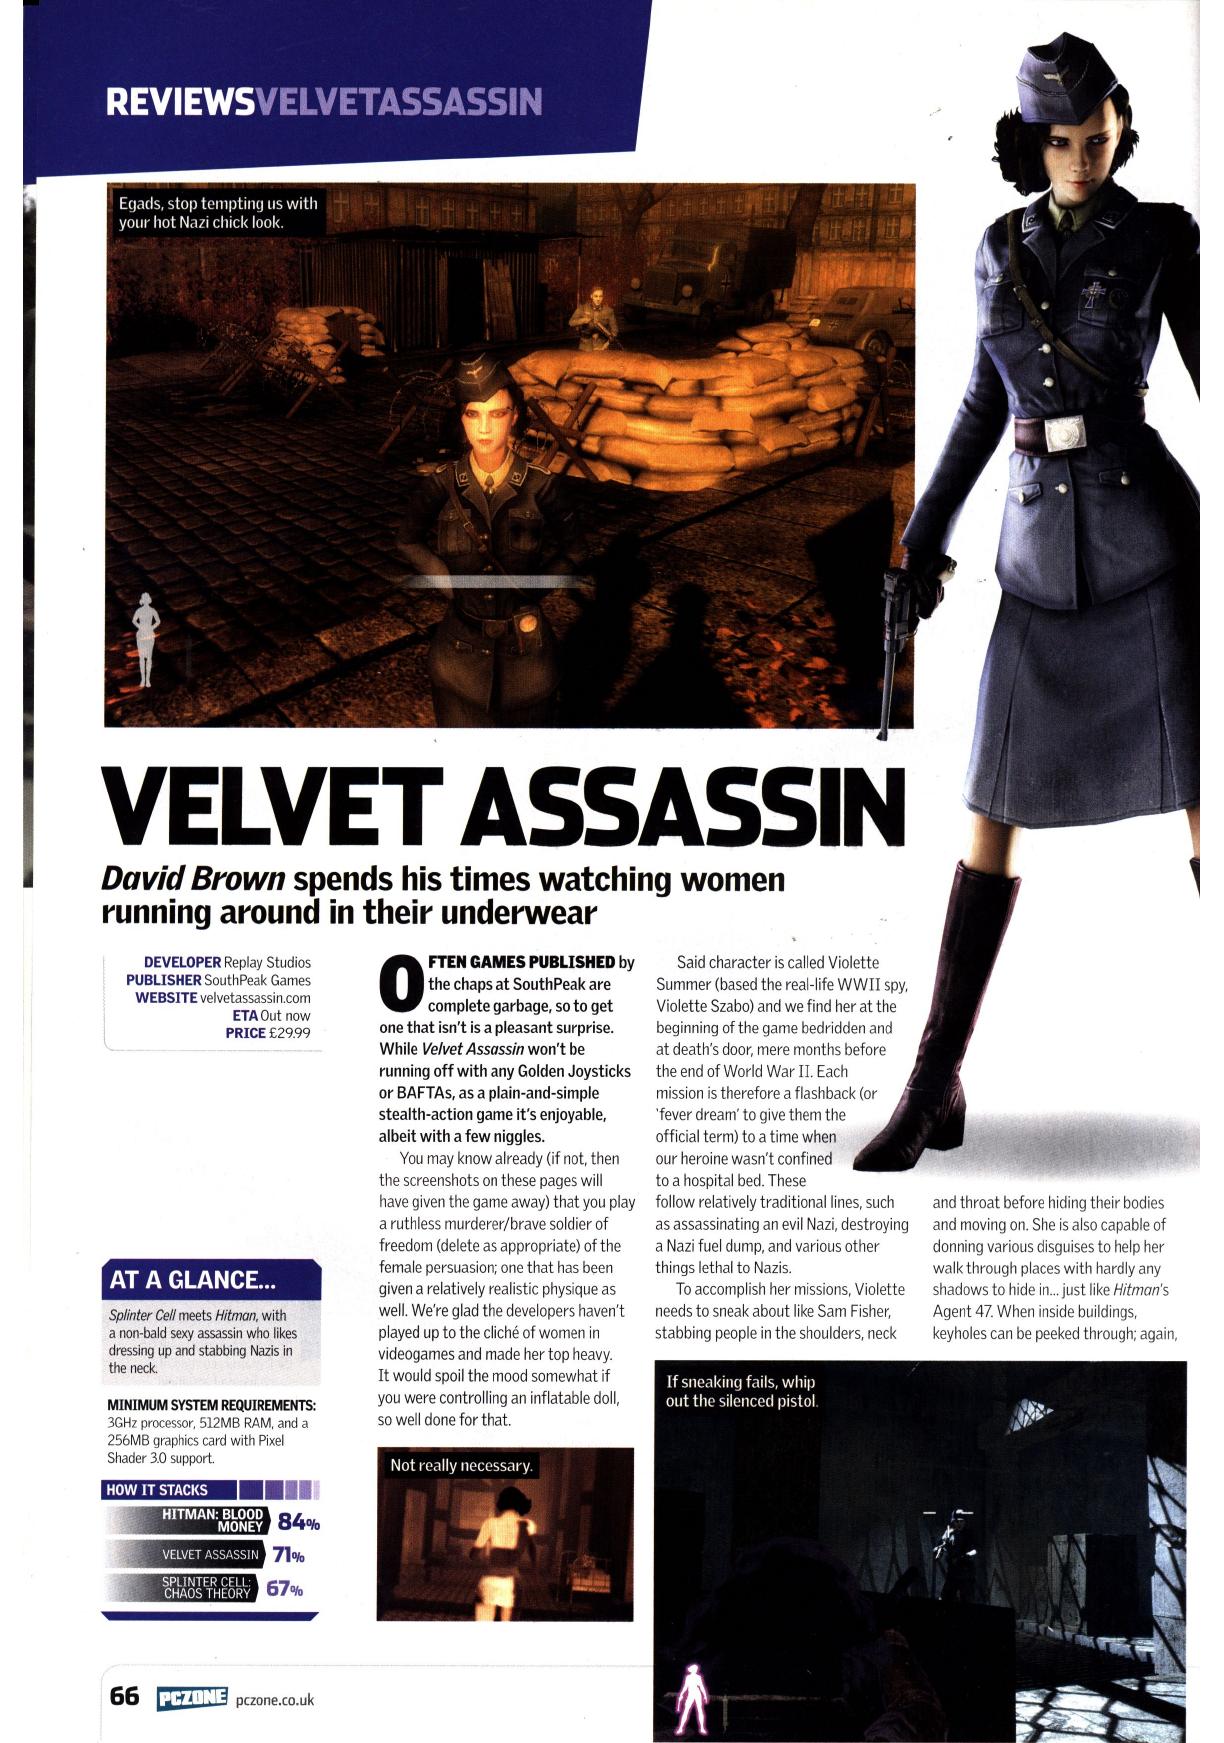 REVIEWSVELVETASSASSIN
Egads, stop tempting us with
your hot Nazi chick look.
VELVET ASSASSIN
David Brown spends his times watching women
running around in their underwear
DEVELOPER Replay Studios
PUBLISHER SouthPeak Games
WEBSITE velvetassassin.com
ETA Out now
PRICE £29.99
AT A GLANCE...
Splinter Cell meets Hitman, with
a non-bald sexy assassin who likes
dressing up and stabbing Nazis in
the neck.
MINIMUM SYSTEM REQUIREMENTS:
3GHz processor, 512MB RAM, and a
256MB graphics card with Pixel
Shader 3.0 support.
HOW IT STACKS
HITMAN: BLOOD
MONEY 84%
VELVET ASSASSIN 71%
SPLINTER CELL:
CHAOS THEORY 67%
OFTEN GAMES PUBLISHED by
the chaps at SouthPeak are
complete garbage, so to get
one that isn't is a pleasant surprise.
While Velvet Assassin won't be
running off with any Golden Joysticks
or BAFTAs, as a plain-and-simple
stealth-action game it's enjoyable,
albeit with a few niggles.
You may know already (if not, then
the screenshots on these pages will
have given the game away) that you play
a ruthless murderer/brave soldier of
freedom (delete as appropriate) of the
female persuasion; one that has been
given a relatively realistic physique as
well. We're glad the developers haven't
played up to the cliché of women in
videogames and made her top heavy.
It would spoil the mood somewhat if
you were controlling an inflatable doll,
so well done for that.
Not really necessary.
Said character is called Violette
Summer (based the real-life WWII spy,
Violette Szabo) and we find her at the
beginning of the game bedridden and
at death's door, mere months before
the end of World War II. Each
mission is therefore a flashback (or
'fever dream' to give them the
official term) to a time when
our heroine wasn't confined
to a hospital bed. These
follow relatively traditional lines, such
as assassinating an evil Nazi, destroying
a Nazi fuel dump, and various other
things lethal to Nazis.
To accomplish her missions, Violette
needs to sneak about like Sam Fisher,
stabbing people in the shoulders, neck
and throat before hiding their bodies
and moving on. She is also capable of
donning various disguises to help her
walk through places with hardly any
shadows to hide in... just like Hitman's
Agent 47. When inside buildings,
keyholes can be peeked through; again,
If sneaking fails, whip
out the silenced pistol.
66 PCZONE pczone.co.uk